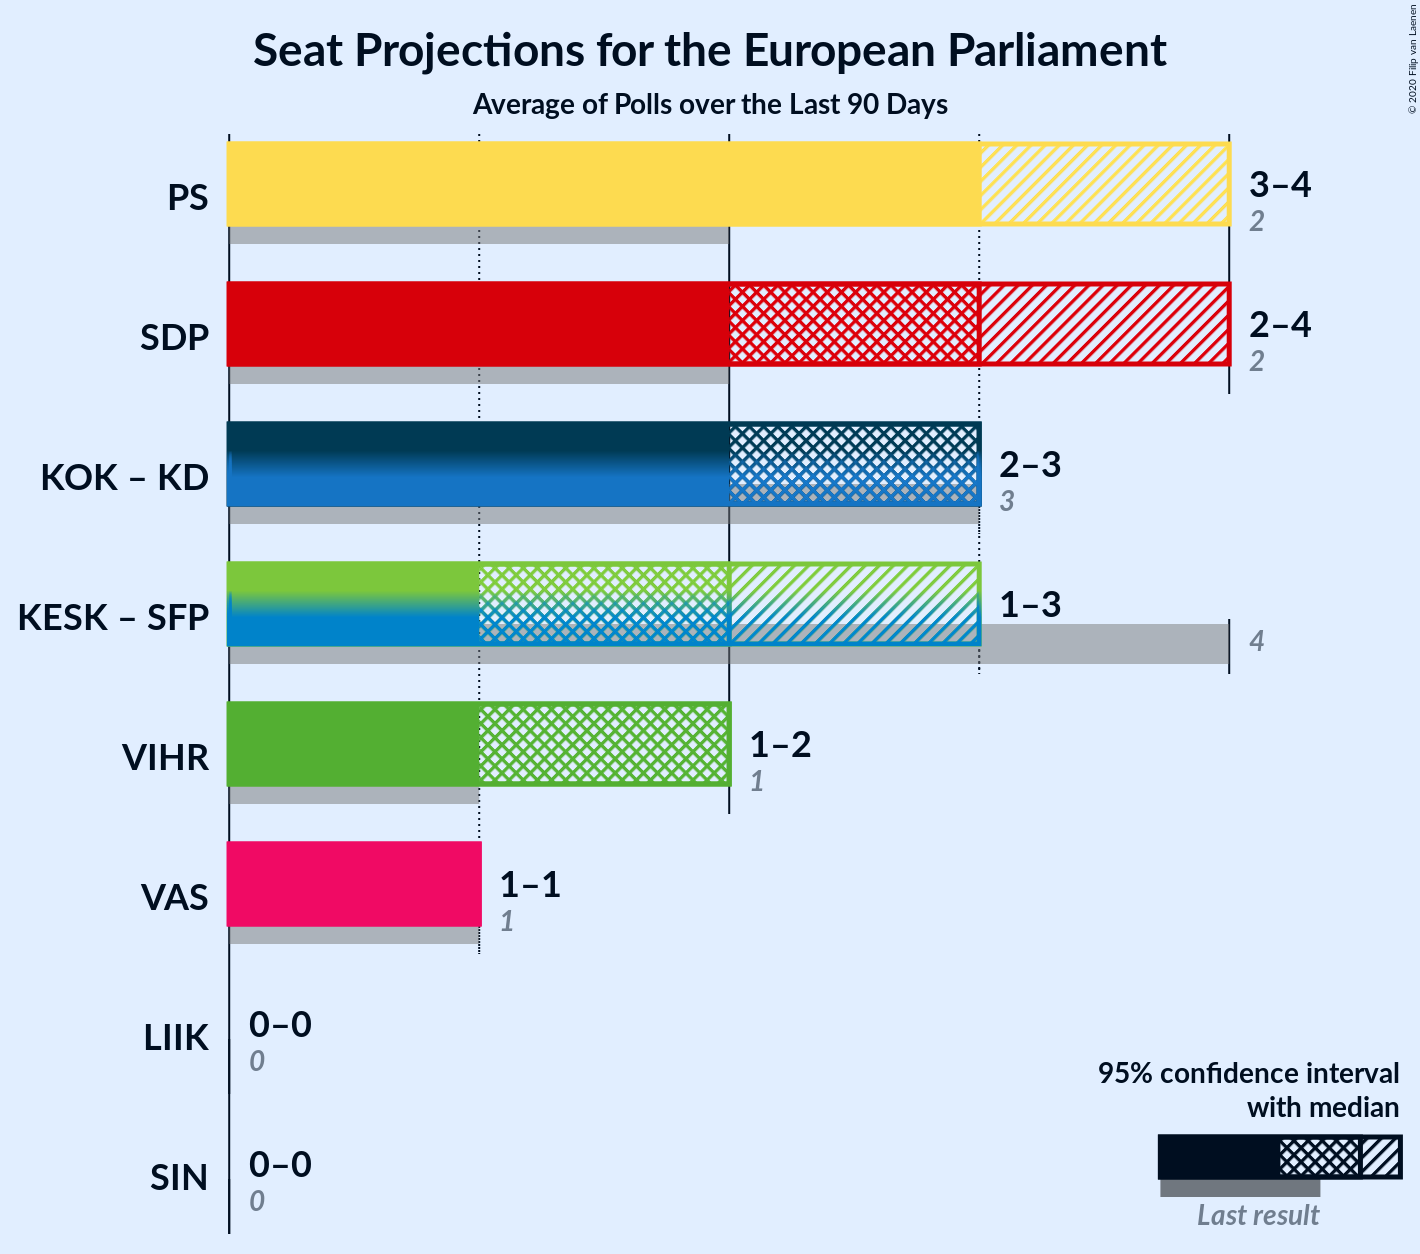 Seat Projections for the European Parliament
Average of Polls over the Last 90 Days
© 2020 Filip van Laenen
PS
3–4
2
SDP
2–4
2
KOK – KD
2–3
3
KESK – SFP
1–3
4
VIHR
1–2
1
VAS
1–1
1
LIIK
0–0
0
SIN
0–0
0
95% confidence interval
with median
Last result